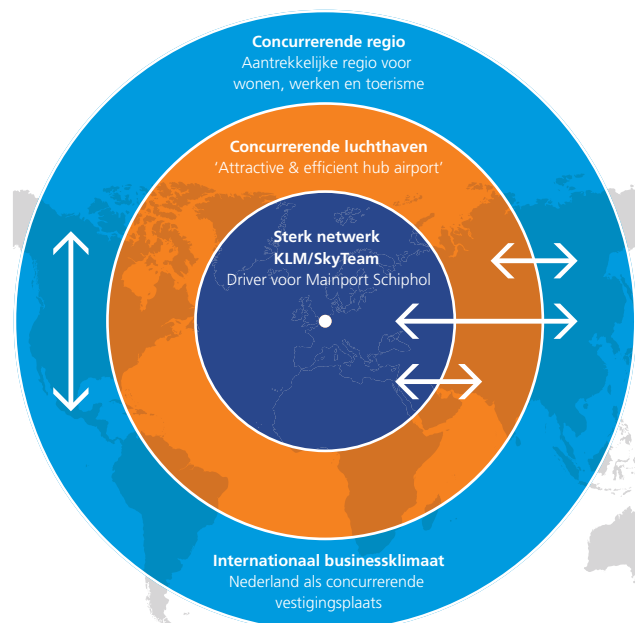 Concurrerende regio
Aantrekkelijke regio voor
wonen, werken en toerisme
Concurrerende luchthaven
‘Attractive & efficient hub airport’
Sterk netwerk
KLM/SkyTeam
Driver voor Mainport Schiphol
Internationaal businessklimaat
Nederland als concurrerende
vestigingsplaats